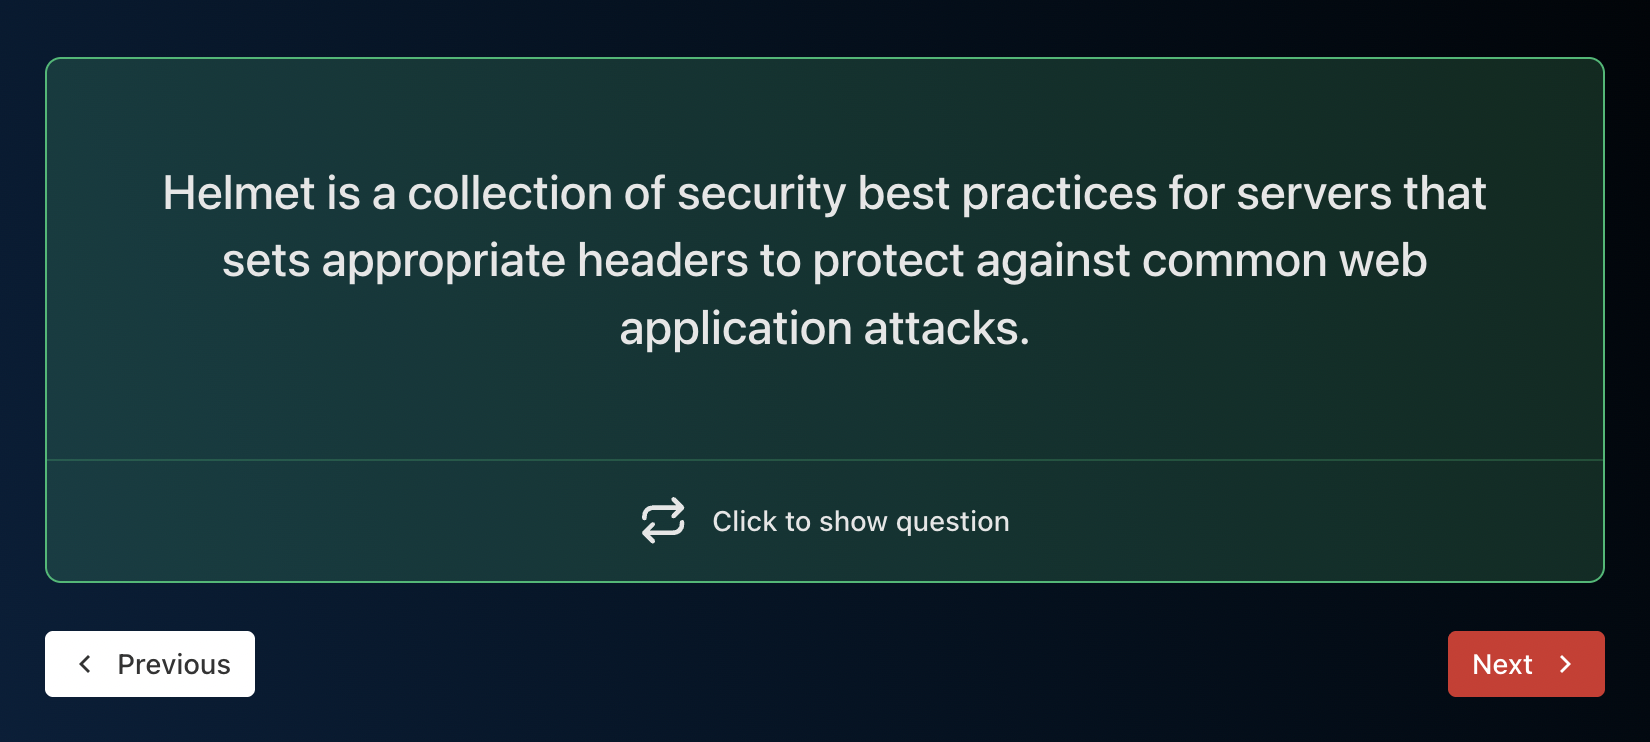 Helmet is a collection of security best practices for servers that
sets appropriate headers to protect against common web
application attacks.
Click to show question
Previous
Next